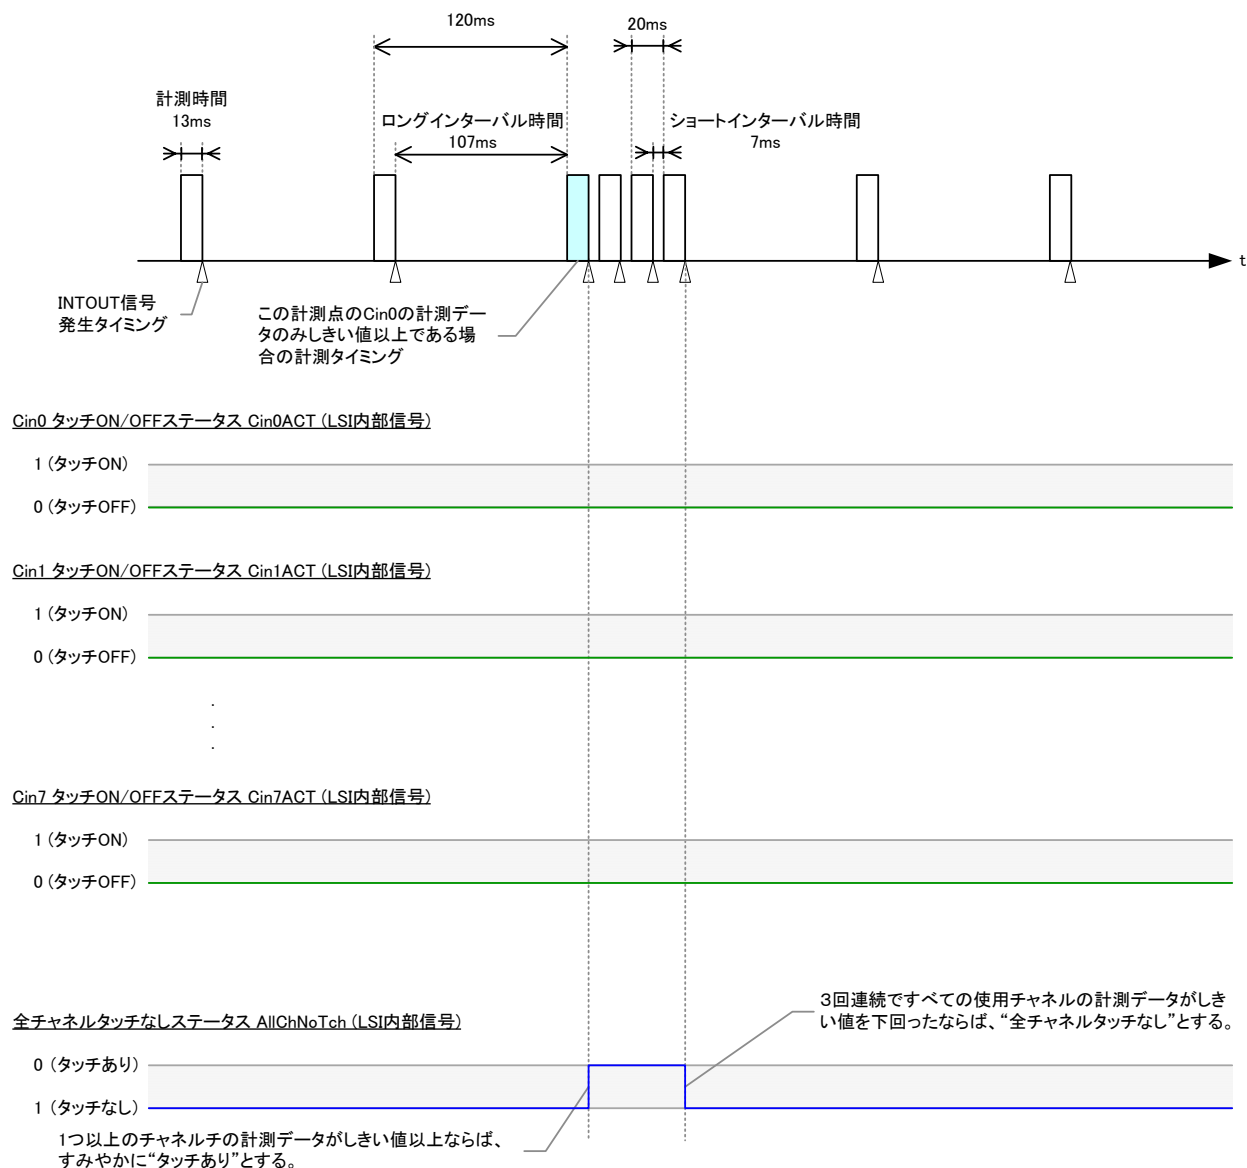 120ms
20ms
計測時間
13ms
ロングインターバル時間
107ms
ショートインターバル時間
7ms
t
INTOUT信号
発生タイミング
この計測点のCin0の計測デー
タのみしきい値以上である場
合の計測タイミング
Cin0 タッチON/OFFステータス Cin0ACT (LSI内部信号)
1 (タッチON)
0 (タッチOFF)
Cin1 タッチON/OFFステータス Cin1ACT (LSI内部信号)
1 (タッチON)
0 (タッチOFF)
.
.
.
Cin7 タッチON/OFFステータス Cin7ACT (LSI内部信号)
1 (タッチON)
0 (タッチOFF)
3回連続ですべての使用チャネルの計測データがしき
い値を下回ったならば、“全チャネルタッチなし”とする。
全チャネルタッチなしステータス AllChNoTch (LSI内部信号)
0 (タッチあり)
1 (タッチなし)
1つ以上のチャネルチの計測データがしきい値以上ならば、
すみやかに“タッチあり”とする。